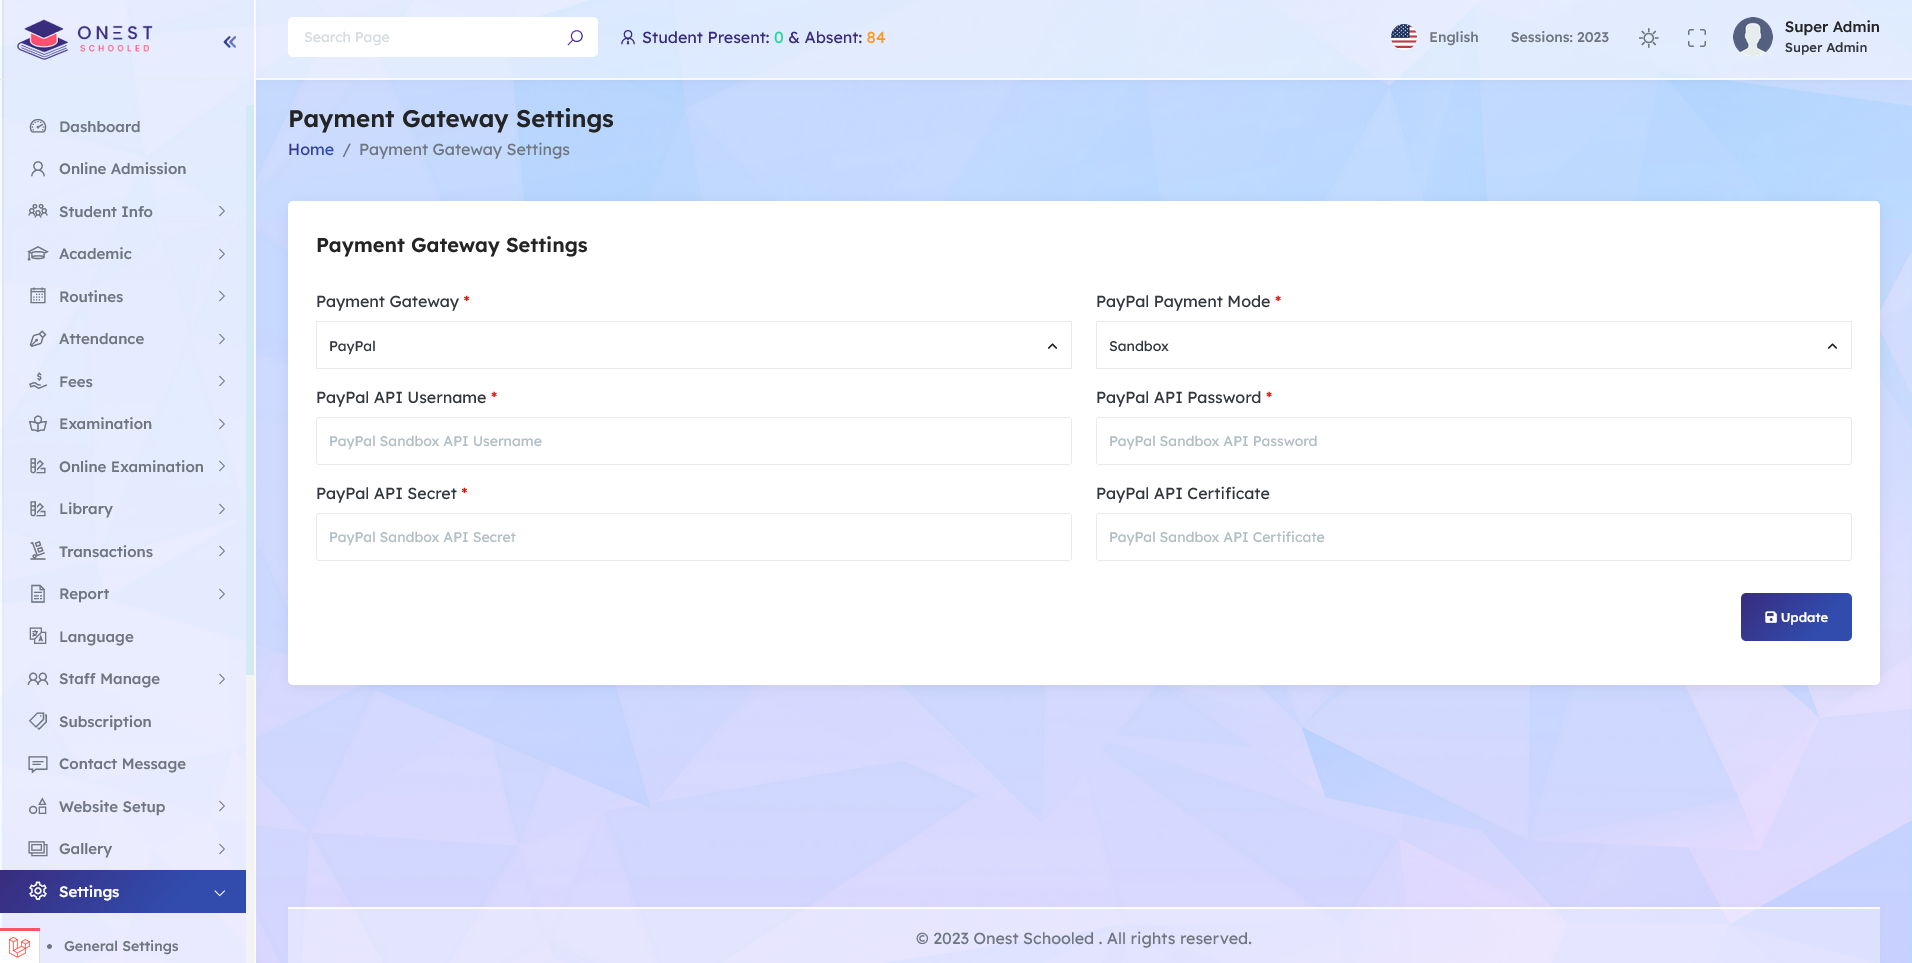 ONEST
SCHOOLED
Search Page
Student Present: 0 & Absent: 84
English
Sessions: 2023
Super Admin
Super Admin
Dashboard
Online Admission
Student Info
Academic
Routines
Attendance
Fees
Examination
Online Examination
Library
Transactions
Report
Language
Staff Manage
Subscription
Contact Message
Website Setup
Gallery
Settings
General Settings
Payment Gateway Settings
Home / Payment Gateway Settings
Payment Gateway Settings
Payment Gateway *
PayPal
PayPal Payment Mode *
Sandbox
PayPal API Username *
PayPal Sandbox API Username
PayPal API Password *
PayPal Sandbox API Password
PayPal API Secret *
PayPal Sandbox API Secret
PayPal API Certificate
PayPal Sandbox API Certificate
Update
© 2023 Onest Schooled . All rights reserved.